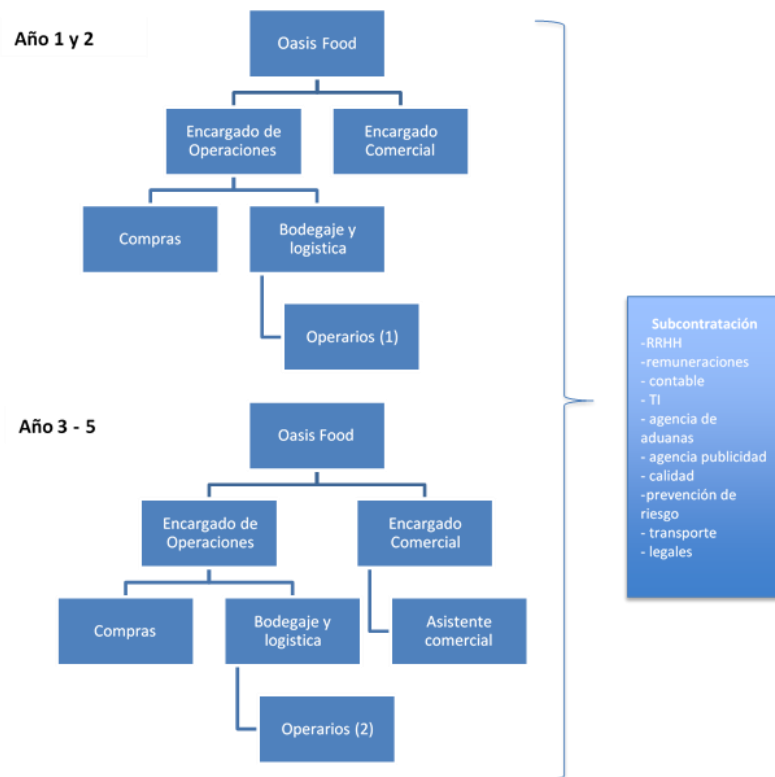 Año 1 y 2
Oasis Food
Encargado de
Operaciones
Encargado
Comercial
Compras
Bodegaje y
logistica
Operarios (1)
Año 3 - 5
Oasis Food
Encargado de
Operaciones
Encargado
Comercial
Compras
Bodegaje y
logistica
Asistente
comercial
Operarios (2)
Subcontratación
-RRHH
-remuneraciones
- contable
- TI
- agencia de
aduanas
- agencia publicidad
- calidad
-prevención de
riesgo
- transporte
- legales